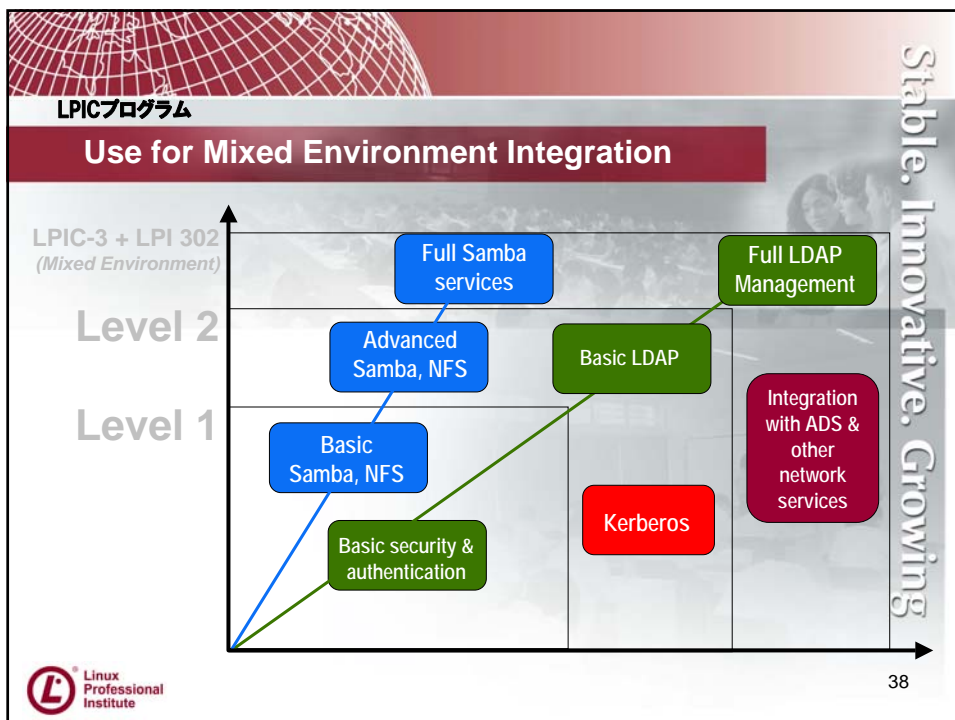 LPICプログラム
Use for Mixed Environment Integration
LPIC-3 + LPI 302
(Mixed Environment)
Level 2
Level 1
Full Samba
services
Full LDAP
Management
Advanced
Samba, NFS
Basic LDAP
Integration
with ADS &
other
network
services
Basic
Samba, NFS
Kerberos
Basic security &
authentication
Stable. Innovative. Growing
Linux
Professional
Institute
38